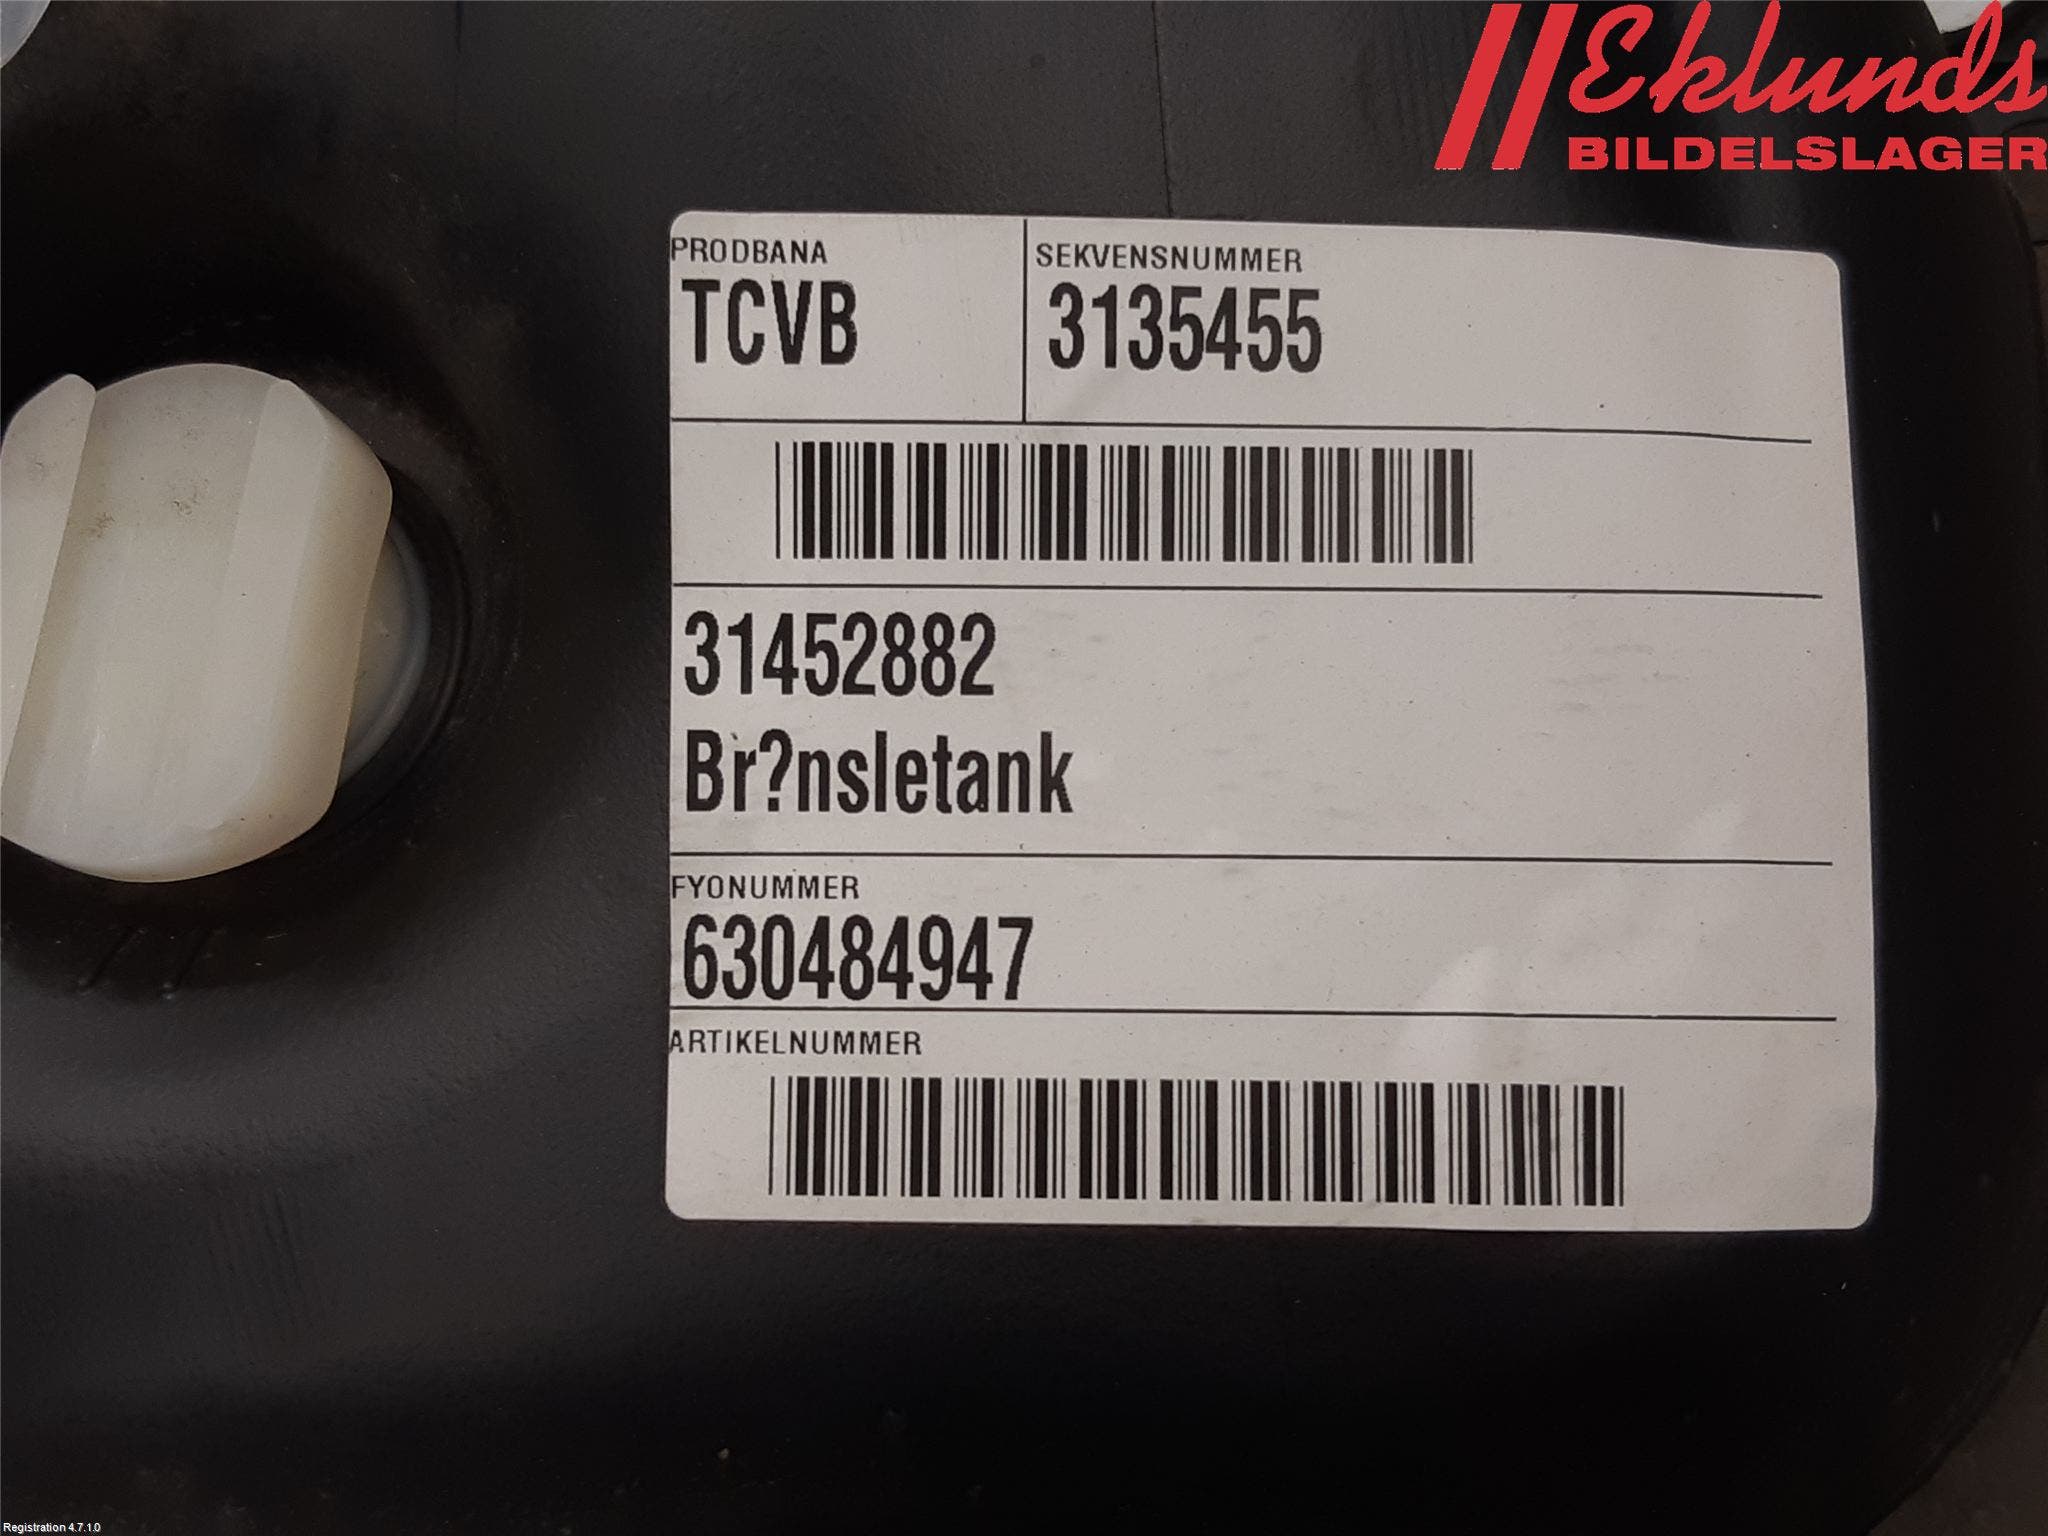 Eklunds
BILDELSLAGER
PRODBANA SEKVENSNUMMER
TCVB 3135455
31452882
Br?nsletank
FYONUMMER
630484947
ARTIKELNUMMER
Registration 4.7.1.0